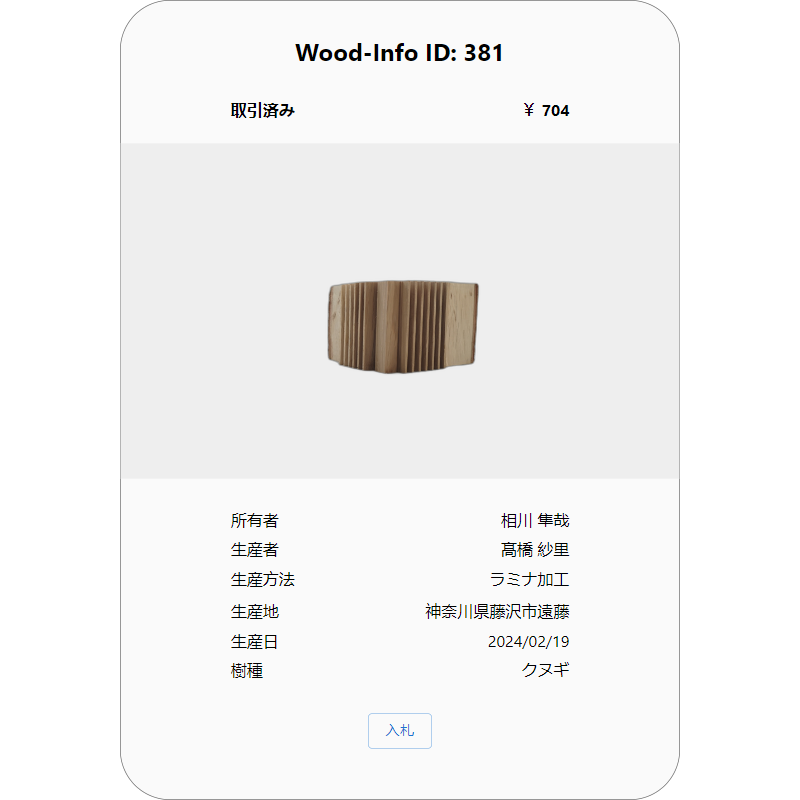 Wood-Info ID: 381
取引済み ¥ 704
所有者 相川 隼哉
生産者 髙橋 紗里
生産方法 ラミナ加工
生産地 神奈川県藤沢市遠藤
生産日 2024/02/19
樹種 クヌギ
入札